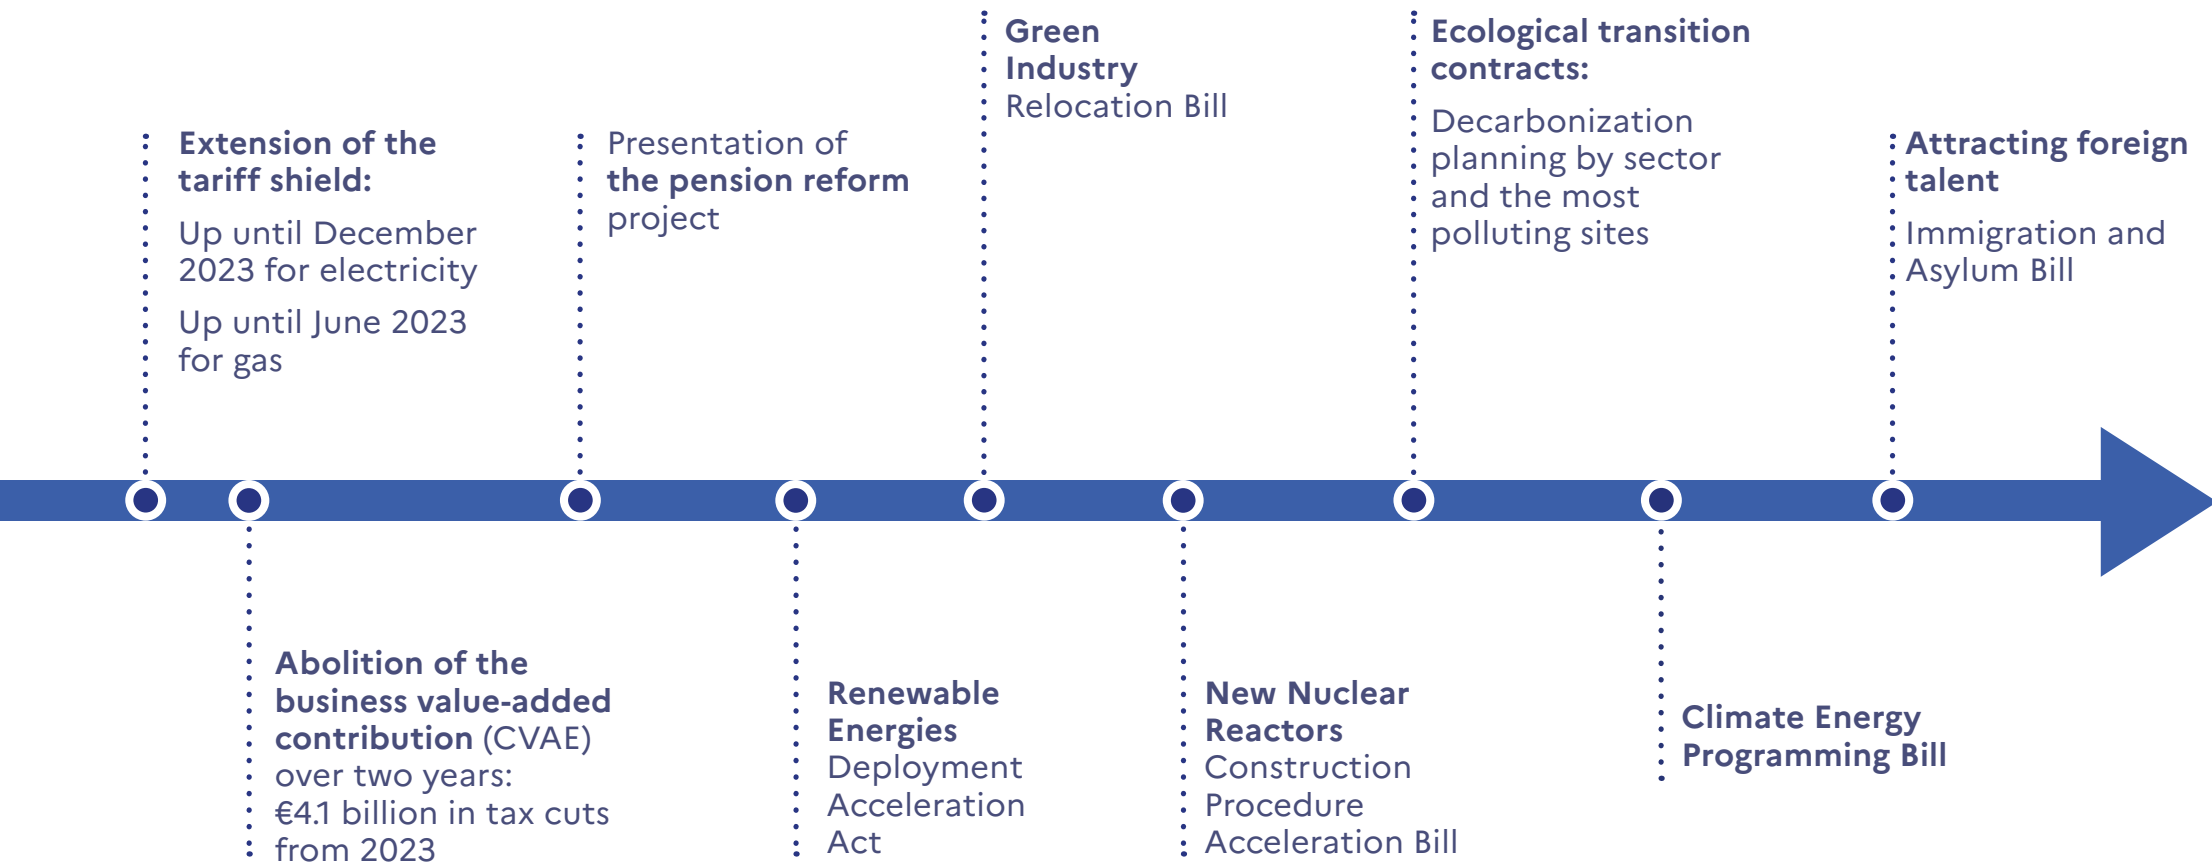 Extension of the
tariff shield:
Up until December
2023 for electricity
Up until June 2023
for gas
Abolition of the
business value-added
contribution (CVAE)
over two years:
€4.1 billion in tax cuts
from 2023
Presentation of
the pension reform
project
Renewable
Energies
Deployment
Acceleration
Act
Green
Industry
Relocation Bill
New Nuclear
Reactors
Construction
Procedure
Acceleration Bill
Ecological transition
contracts:
Decarbonization
planning by sector
and the most
polluting sites
Climate Energy
Programming Bill
Attracting foreign
talent
Immigration and
Asylum Bill